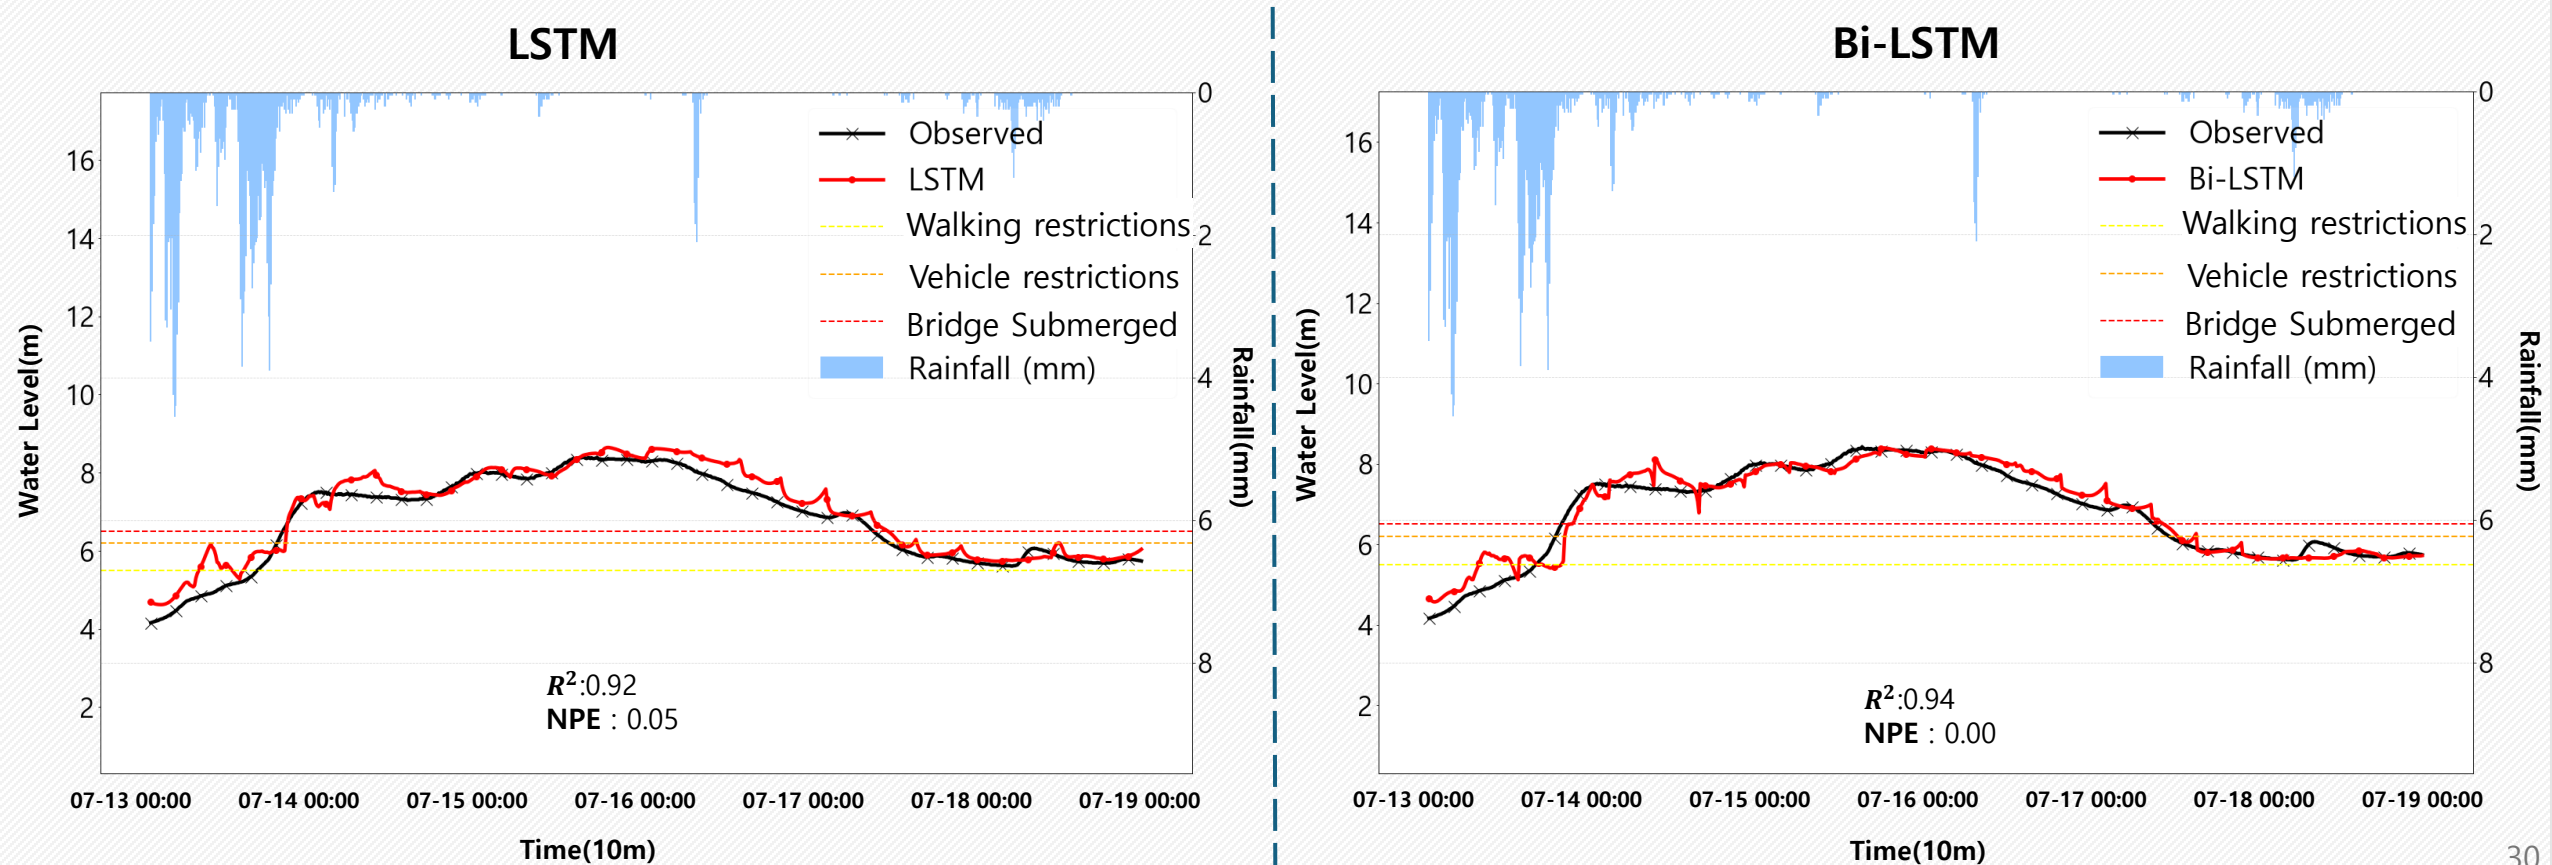 LSTM
Observed
LSTM
Walking restrictions
Vehicle restrictions
Bridge Submerged
Rainfall (mm)
Water Level(m)
16
14
12
10
8
6
4
2
0
2
4
6
8
Rainfall(mm)
R²:0.92
NPE : 0.05
07-13 00:00 07-14 00:00 07-15 00:00 07-16 00:00 07-17 00:00 07-18 00:00 07-19 00:00
Time(10m)
Bi-LSTM
Observed
Bi-LSTM
Walking restrictions
Vehicle restrictions
Bridge Submerged
Rainfall (mm)
Water Level(m)
16
14
12
10
8
6
4
2
0
2
4
6
8
Rainfall(mm)
R²:0.94
NPE : 0.00
07-13 00:00 07-14 00:00 07-15 00:00 07-16 00:00 07-17 00:00 07-18 00:00 07-19 00:00
Time(10m)
30